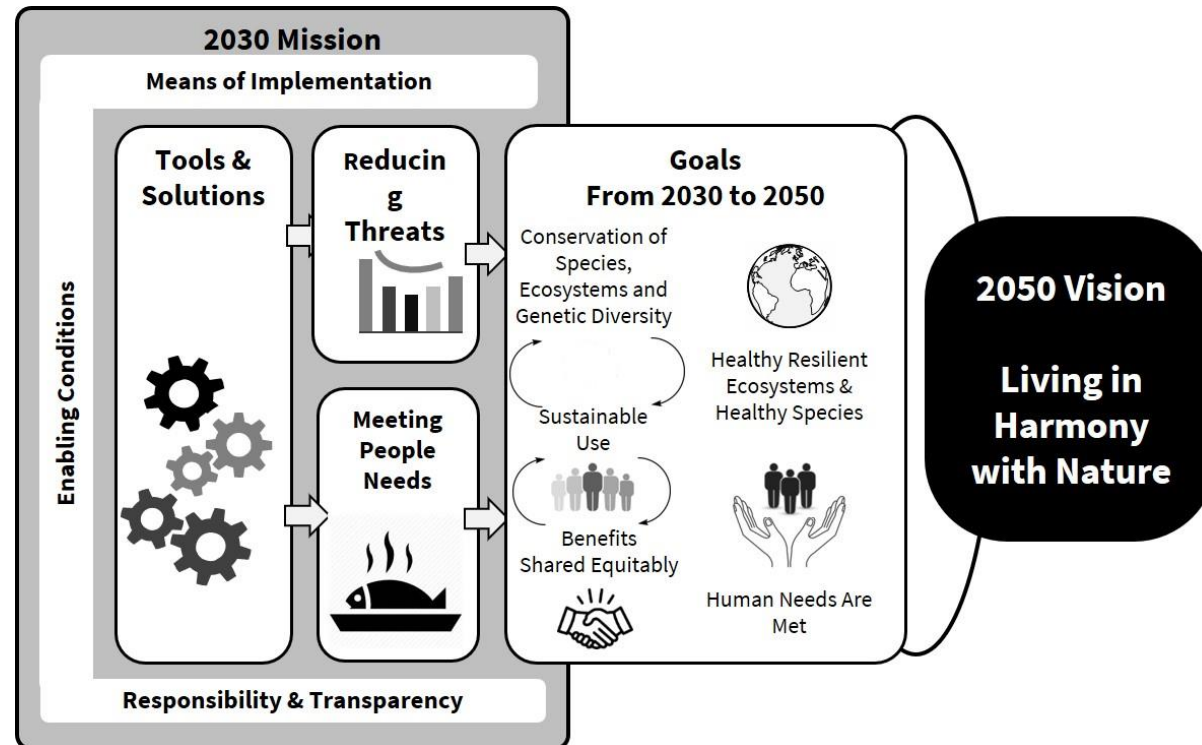 2030 Mission
Means of Implementation
Enabling Conditions
Tools &
Solutions
Reducin
g
Threats
Meeting
People
Needs
Goals
From 2030 to 2050
Conservation of
Species,
Ecosystems and
Genetic Diversity
Sustainable
Use
Benefits
Shared Equitably
Healthy Resilient
Ecosystems &
Healthy Species
Human Needs Are
Met
2050 Vision
Living in
Harmony
with Nature
Responsibility & Transparency